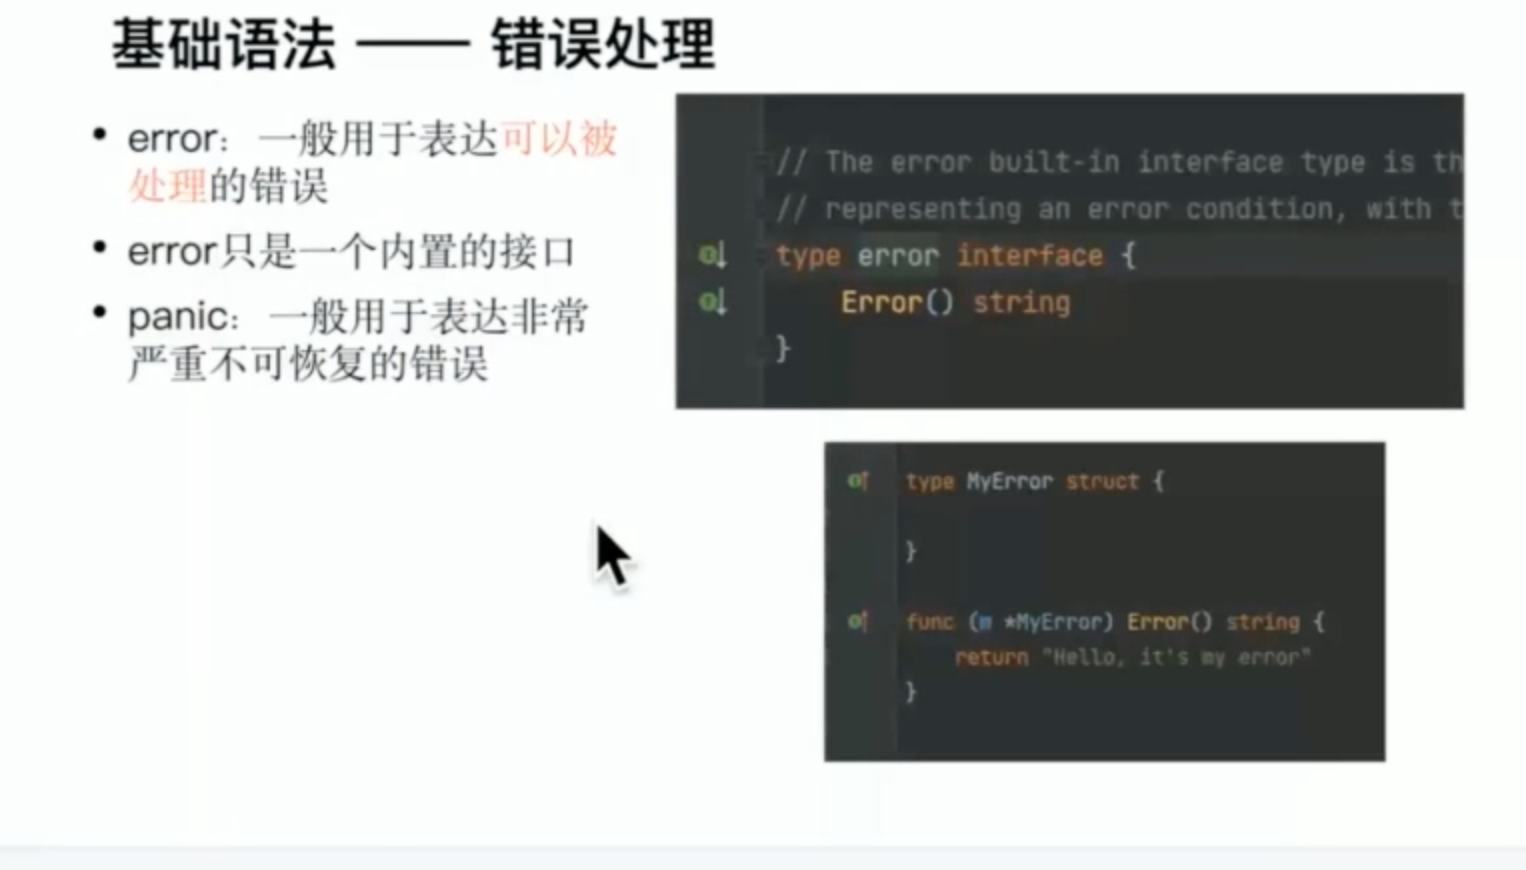 基础语法 —— 错误处理
• error： 一般用于表达可以被
处理的错误
• error只是一个内置的接口
• panic： 一般用于表达非常
严重不可恢复的错误
// The error built-in interface type is th
// representing an error condition, with t
type error interface {
Error() string
}
type MyError struct {
}
func (m *MyError) Error() string {
return "Hello, it's my error"
}